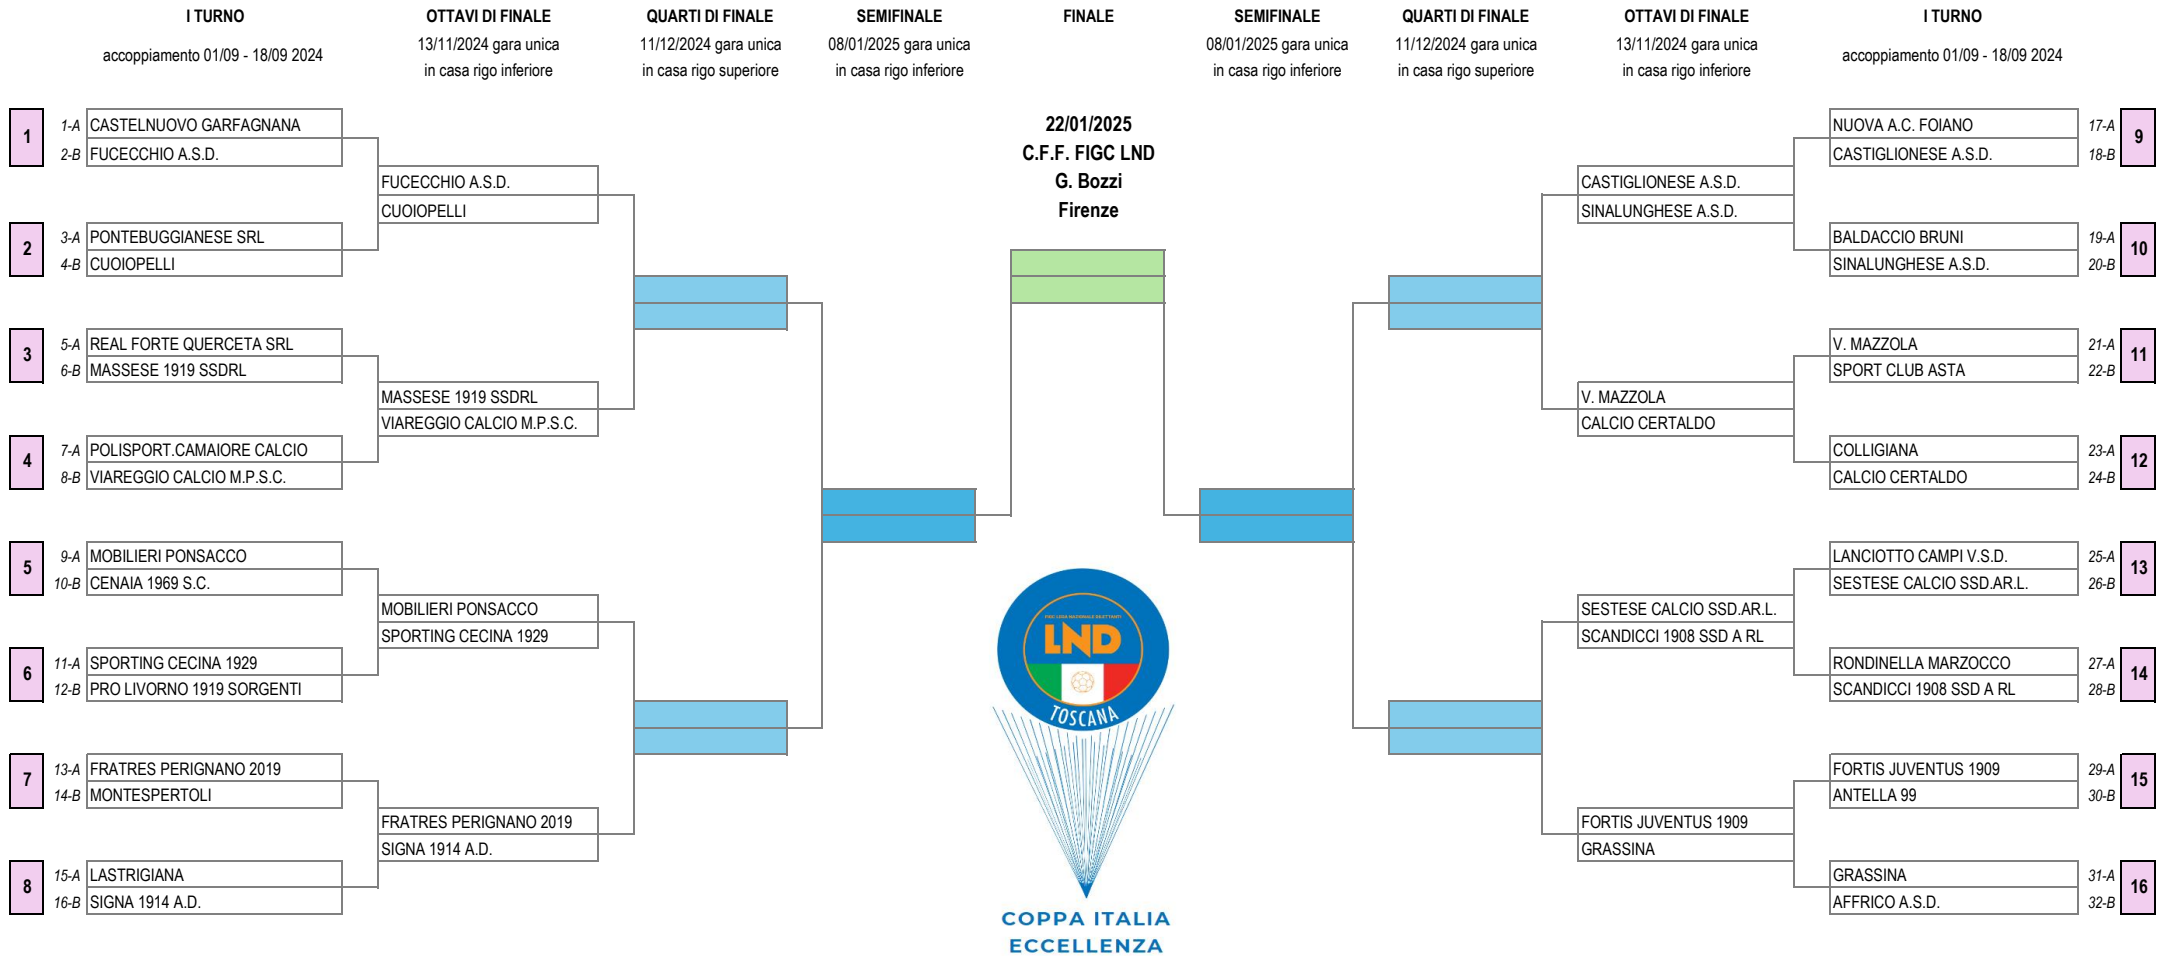 I TURNO
accoppiamento 01/09 - 18/09 2024
OTTAVI DI FINALE
13/11/2024 gara unica
in casa rigo inferiore
QUARTI DI FINALE
11/12/2024 gara unica
in casa rigo superiore
SEMIFINALE
08/01/2025 gara unica
in casa rigo inferiore
FINALE
SEMIFINALE
08/01/2025 gara unica
in casa rigo inferiore
QUARTI DI FINALE
11/12/2024 gara unica
in casa rigo superiore
OTTAVI DI FINALE
13/11/2024 gara unica
in casa rigo inferiore
I TURNO
accoppiamento 01/09 - 18/09 2024
1
1-A CASTELNUOVO GARFAGNANA
2-B FUCECCHIO A.S.D.
2
3-A PONTEBUGGIANESE SRL
4-B CUOIOPELLI
3
5-A REAL FORTE QUERCETA SRL
6-B MASSESE 1919 SSDRL
4
7-A POLISPORT.CAMAIORE CALCIO
8-B VIAREGGIO CALCIO M.P.S.C.
5
9-A MOBILIERI PONSACCO
10-B CENAIA 1969 S.C.
6
11-A SPORTING CECINA 1929
12-B PRO LIVORNO 1919 SORGENTI
7
13-A FRATRES PERIGNANO 2019
14-B MONTESPERTOLI
8
15-A LASTRIGIANA
16-B SIGNA 1914 A.D.
FUCECCHIO A.S.D.
CUOIOPELLI
MASSESE 1919 SSDRL
VIAREGGIO CALCIO M.P.S.C.
MOBILIERI PONSACCO
SPORTING CECINA 1929
FRATRES PERIGNANO 2019
SIGNA 1914 A.D.
22/01/2025
C.F.F. FIGC LND
G. Bozzi
Firenze
FIGC LEGA NAZIONALE DILETTANTI
LND
TOSCANA
COPPA ITALIA
ECCELLENZA
CASTIGLIONESE A.S.D.
SINALUNGHESE A.S.D.
V. MAZZOLA
CALCIO CERTALDO
SESTESE CALCIO SSD.AR.L.
SCANDICCI 1908 SSD A RL
FORTIS JUVENTUS 1909
GRASSINA
NUOVA A.C. FOIANO 17-A
CASTIGLIONESE A.S.D. 18-B
9
BALDACCIO BRUNI 19-A
SINALUNGHESE A.S.D. 20-B
10
V. MAZZOLA 21-A
SPORT CLUB ASTA 22-B
11
COLLIGIANA 23-A
CALCIO CERTALDO 24-B
12
LANCIOTTO CAMPI V.S.D. 25-A
SESTESE CALCIO SSD.AR.L. 26-B
13
RONDINELLA MARZOCCO 27-A
SCANDICCI 1908 SSD A RL 28-B
14
FORTIS JUVENTUS 1909 29-A
ANTELLA 99 30-B
15
GRASSINA 31-A
AFFRICO A.S.D. 32-B
16